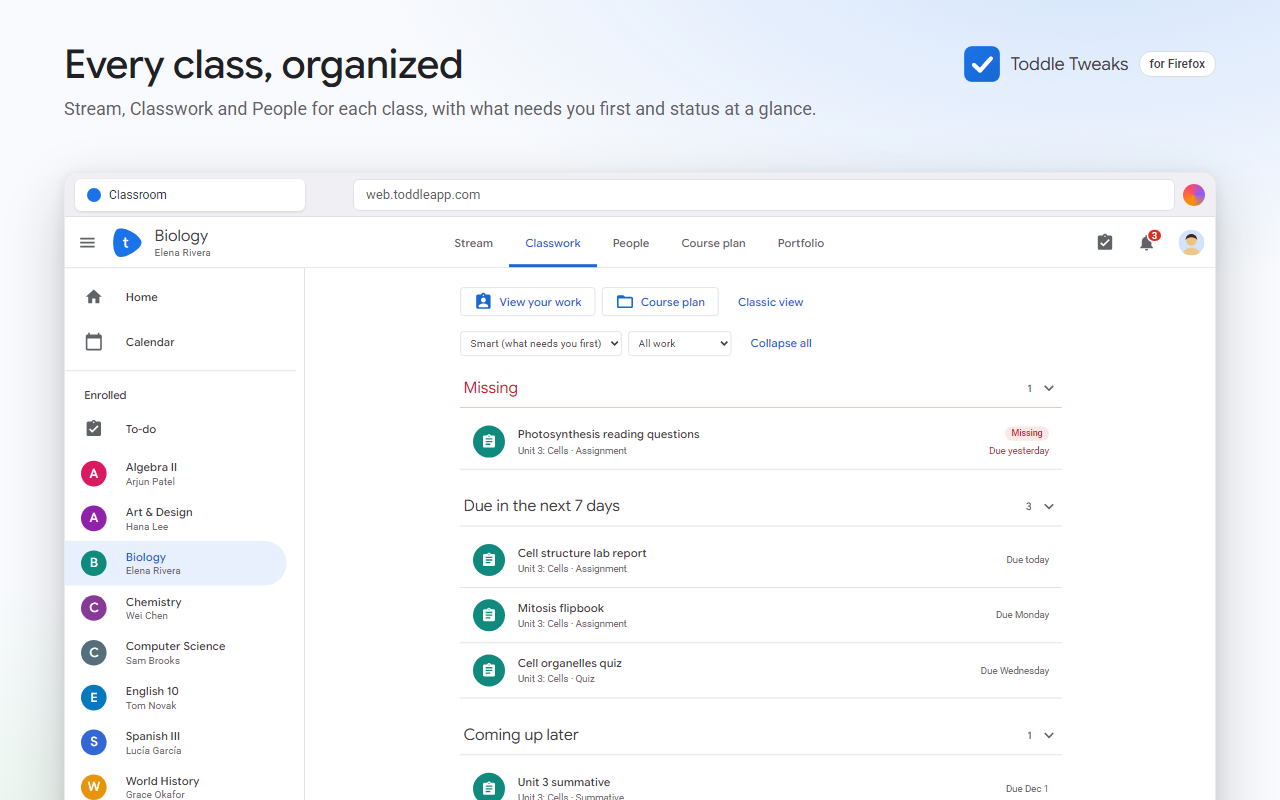 Every class, organized
Toddle Tweaks
for Firefox
Stream, Classwork and People for each class, with what needs you first and status at a glance.
Classroom
web.toddleapp.com
t
Biology
Elena Rivera
Stream
Classwork
People
Course plan
Portfolio
3
Home
Calendar
Enrolled
To-do
A
Algebra II
Arjun Patel
A
Art & Design
Hana Lee
B
Biology
Elena Rivera
C
Chemistry
Wei Chen
C
Computer Science
Sam Brooks
E
English 10
Tom Novak
S
Spanish III
Lucía García
W
World History
Grace Okafor
View your work
Course plan
Classic view
Smart (what needs you first)
All work
Collapse all
Missing
1
Photosynthesis reading questions
Unit 3: Cells · Assignment
Missing
Due yesterday
Due in the next 7 days
3
Cell structure lab report
Unit 3: Cells · Assignment
Due today
Mitosis flipbook
Unit 3: Cells · Assignment
Due Monday
Cell organelles quiz
Unit 3: Cells · Quiz
Due Wednesday
Coming up later
1
Unit 3 summative
Unit 3: Cells · Summative
Due Dec 1